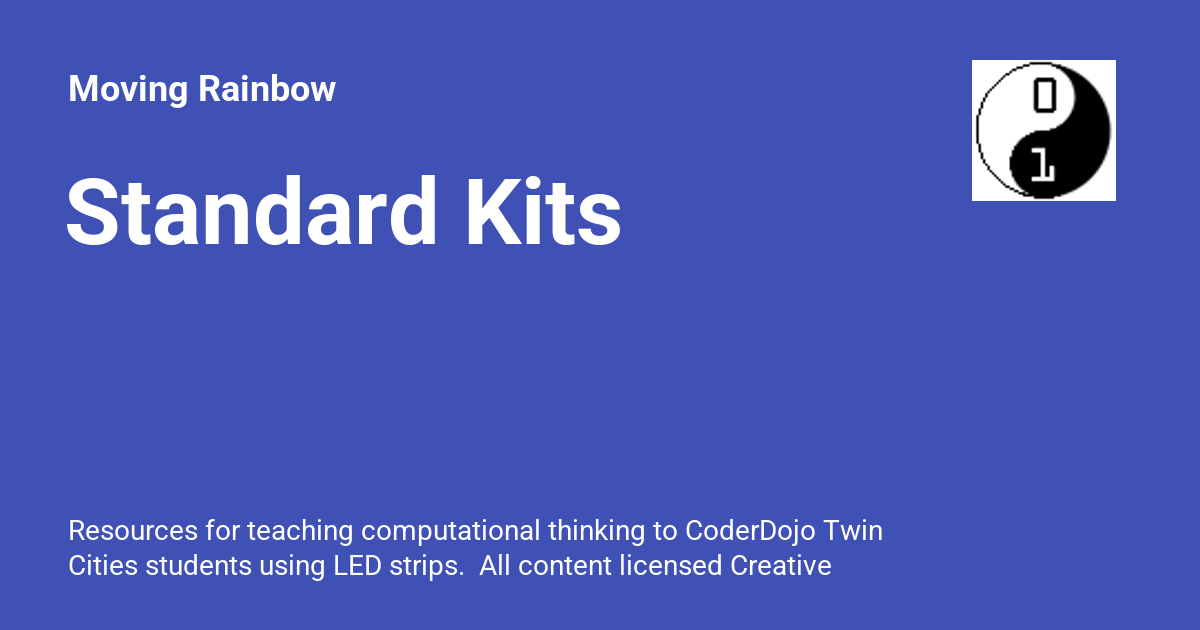 Moving Rainbow
0
1
Standard Kits
Resources for teaching computational thinking to CoderDojo Twin
Cities students using LED strips.  All content licensed Creative